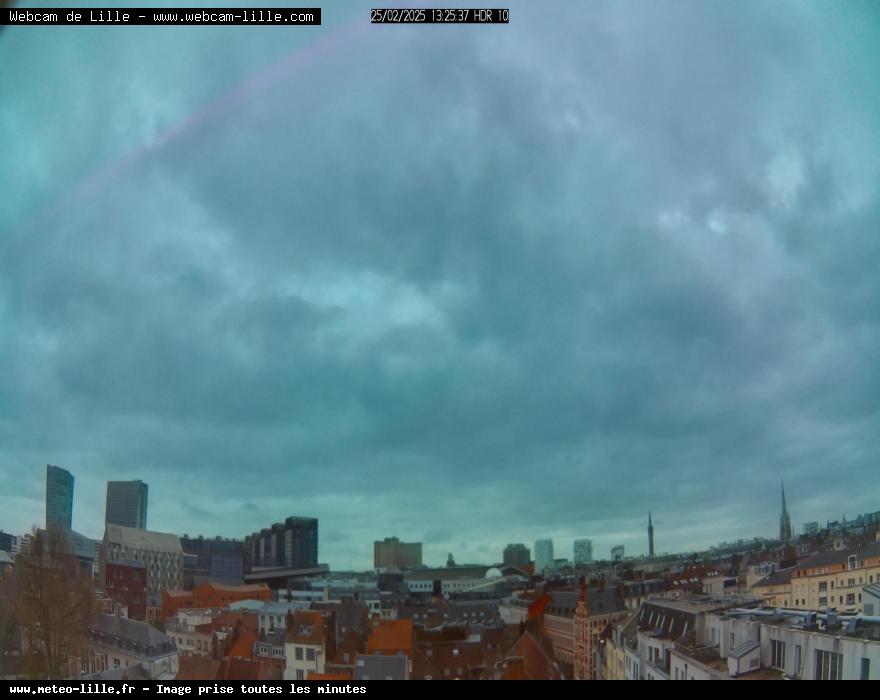 Webcam de Lille - www.webcam-lille.com
25/02/2025 13:25:37 HDR 10
www.meteo-lille.fr - Image prise toutes les minutes